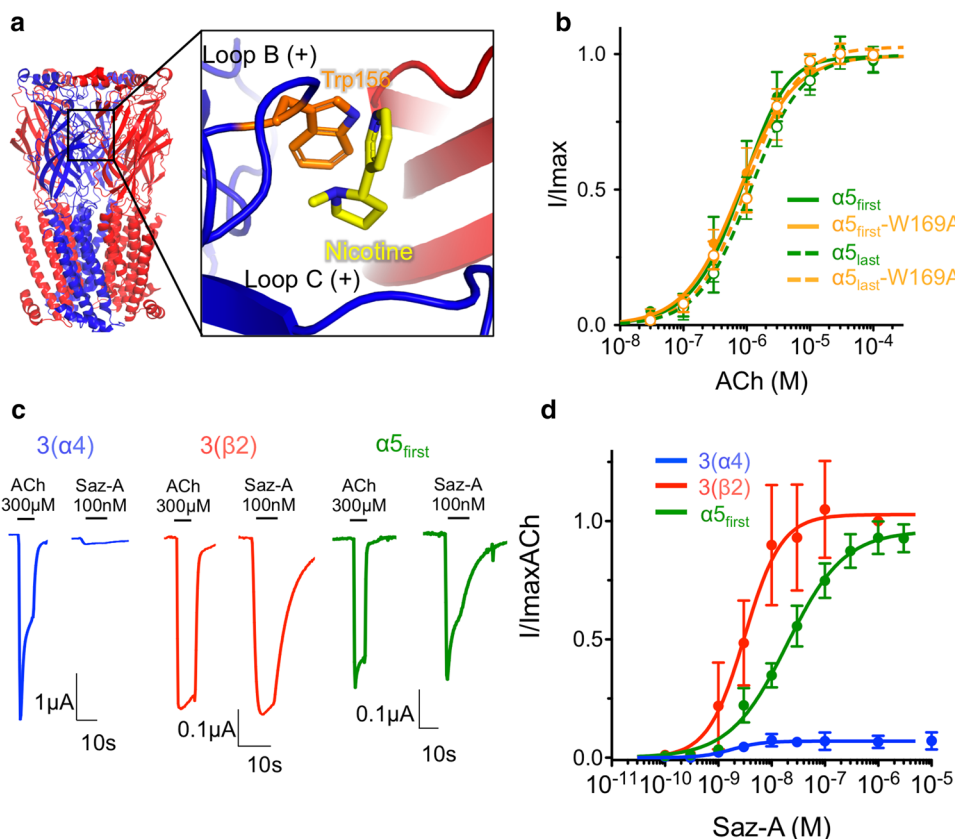 a
Loop B (+)
Trp156
Nicotine
Loop C (+)
b
I/Imax
1.0
0.5
0.0
α5first
α5first-W169A
α5last
α5last-W169A
10⁻⁸ 10⁻⁷ 10⁻⁶ 10⁻⁵ 10⁻⁴
ACh (M)
c
3(α4) 3(β2) α5first
ACh Saz-A ACh Saz-A ACh Saz-A
300µM 100nM 300µM 100nM 300µM 100nM
1µA
10s
0.1µA
10s
0.1µA
10s
d
3(α4)
3(β2)
α5first
I/ImaxACh
1.0
0.5
0.0
10⁻¹¹ 10⁻¹⁰ 10⁻⁹ 10⁻⁸ 10⁻⁷ 10⁻⁶ 10⁻⁵
Saz-A (M)